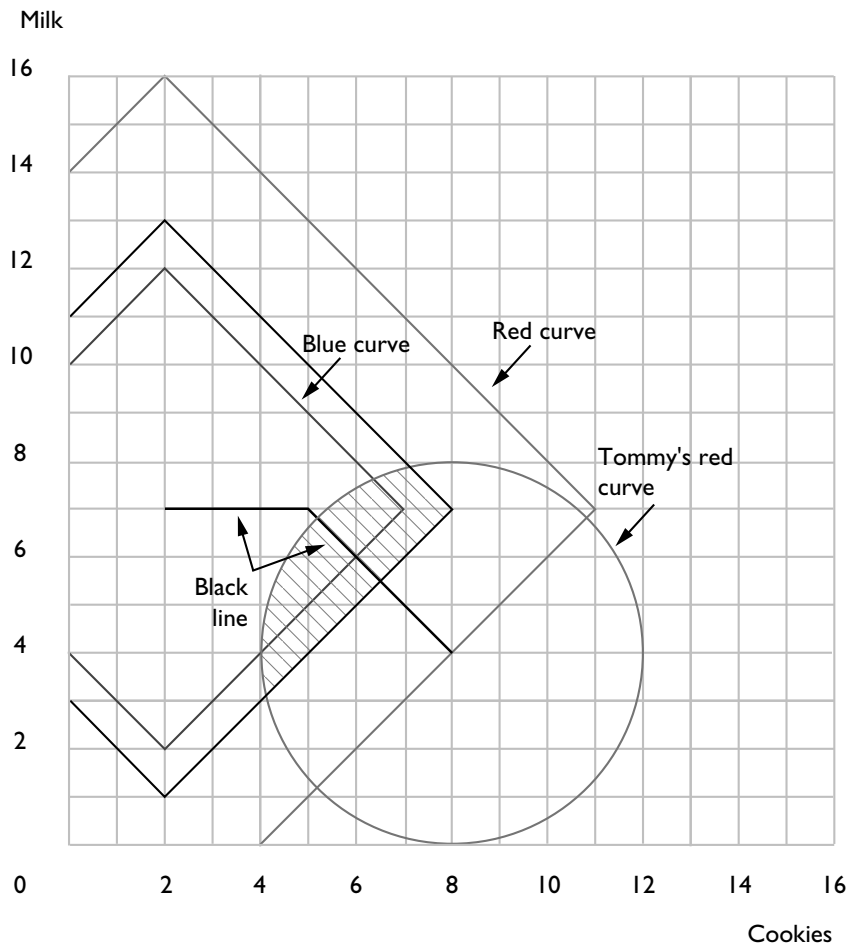 Milk
16
14
12
10
8
6
4
2
0
Blue curve
Red curve
Tommy's red
curve
Black
line
2 4 6 8 10 12 14 16
Cookies